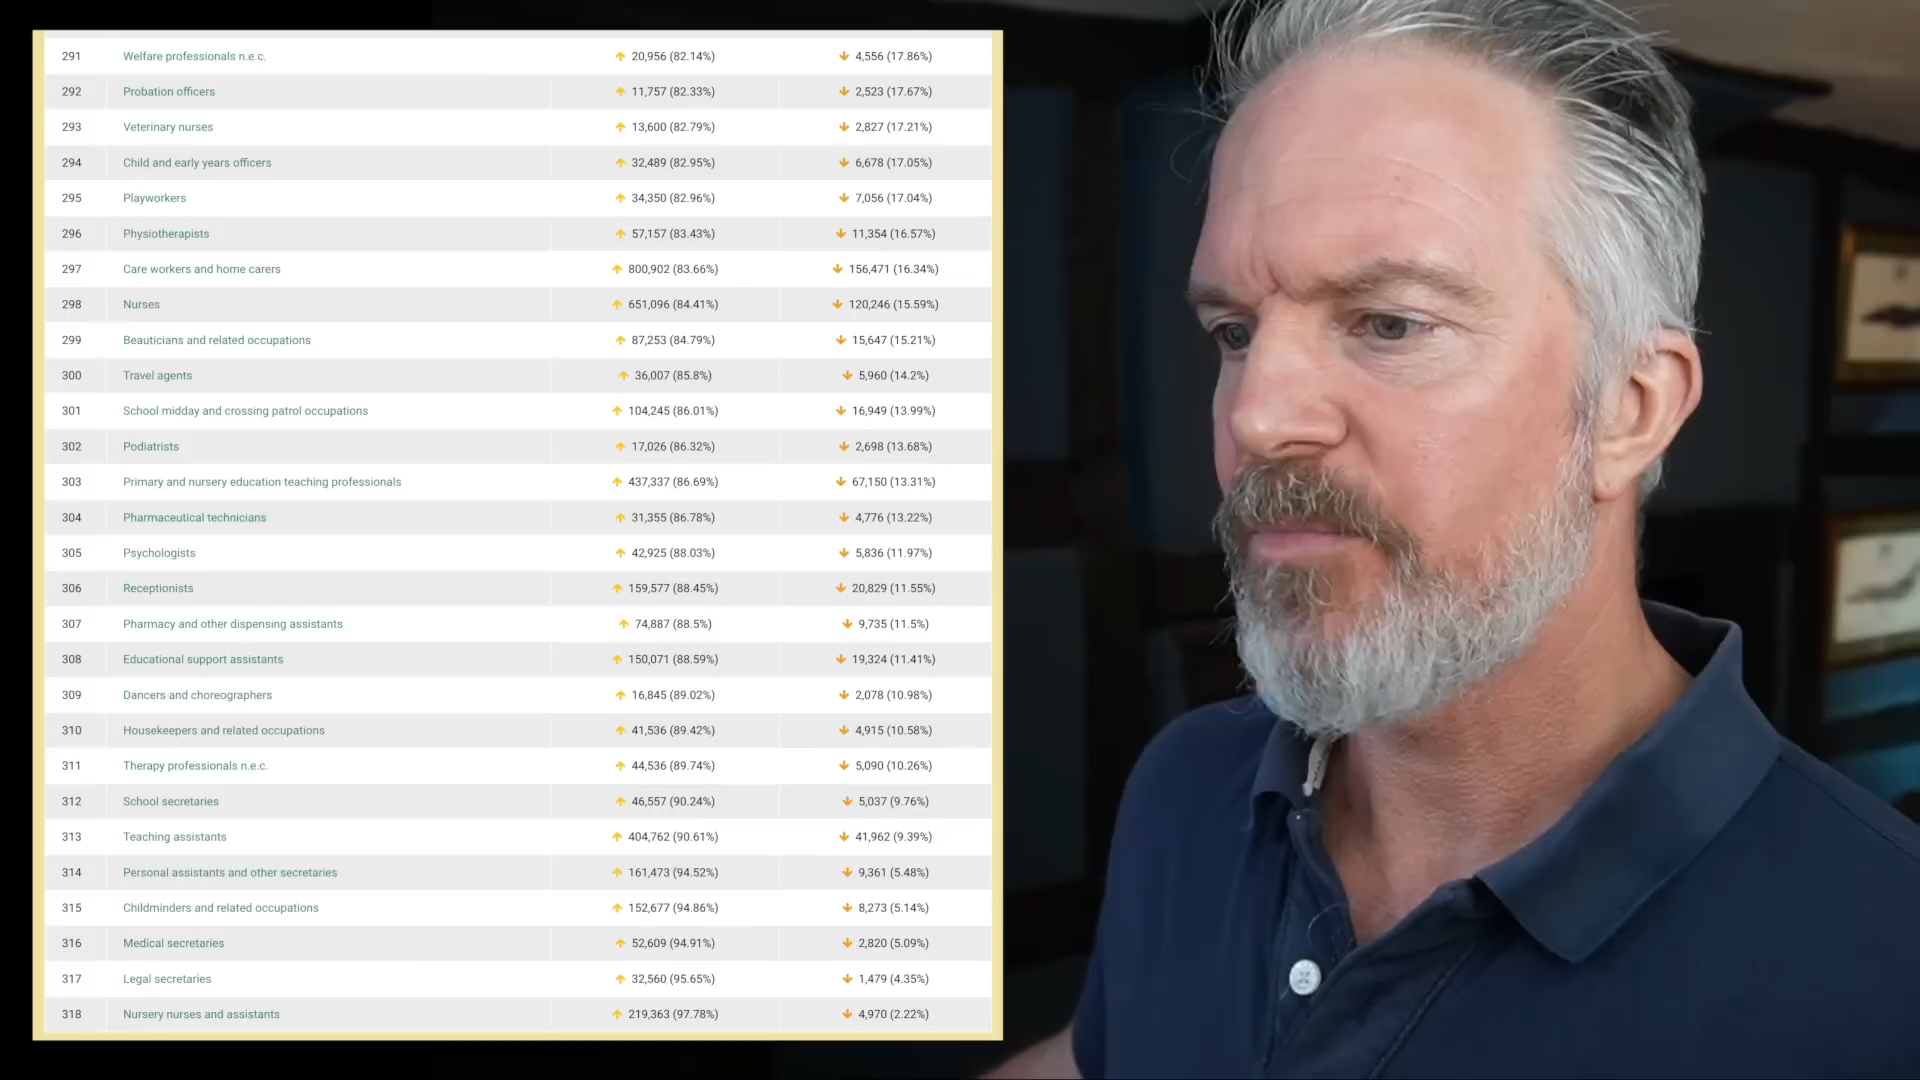 291 Welfare professionals n.e.c. 20,956 (82.14%) 4,556 (17.86%)
292 Probation officers 11,757 (82.33%) 2,523 (17.67%)
293 Veterinary nurses 13,600 (82.79%) 2,827 (17.21%)
294 Child and early years officers 32,489 (82.95%) 6,678 (17.05%)
295 Playworkers 34,350 (82.96%) 7,056 (17.04%)
296 Physiotherapists 57,157 (83.43%) 11,354 (16.57%)
297 Care workers and home carers 800,902 (83.66%) 156,471 (16.34%)
298 Nurses 651,096 (84.41%) 120,246 (15.59%)
299 Beauticians and related occupations 87,253 (84.79%) 15,647 (15.21%)
300 Travel agents 36,007 (85.8%) 5,960 (14.2%)
301 School midday and crossing patrol occupations 104,245 (86.01%) 16,949 (13.99%)
302 Podiatrists 17,026 (86.32%) 2,698 (13.68%)
303 Primary and nursery education teaching professionals 437,337 (86.69%) 67,150 (13.31%)
304 Pharmaceutical technicians 31,355 (86.78%) 4,776 (13.22%)
305 Psychologists 42,925 (88.03%) 5,836 (11.97%)
306 Receptionists 159,577 (88.45%) 20,829 (11.55%)
307 Pharmacy and other dispensing assistants 74,887 (88.5%) 9,735 (11.5%)
308 Educational support assistants 150,071 (88.59%) 19,324 (11.41%)
309 Dancers and choreographers 16,845 (89.02%) 2,078 (10.98%)
310 Housekeepers and related occupations 41,536 (89.42%) 4,915 (10.58%)
311 Therapy professionals n.e.c. 44,536 (89.74%) 5,090 (10.26%)
312 School secretaries 46,557 (90.24%) 5,037 (9.76%)
313 Teaching assistants 404,762 (90.61%) 41,962 (9.39%)
314 Personal assistants and other secretaries 161,473 (94.52%) 9,361 (5.48%)
315 Childminders and related occupations 152,677 (94.86%) 8,273 (5.14%)
316 Medical secretaries 52,609 (94.91%) 2,820 (5.09%)
317 Legal secretaries 32,560 (95.65%) 1,479 (4.35%)
318 Nursery nurses and assistants 219,363 (97.78%) 4,970 (2.22%)